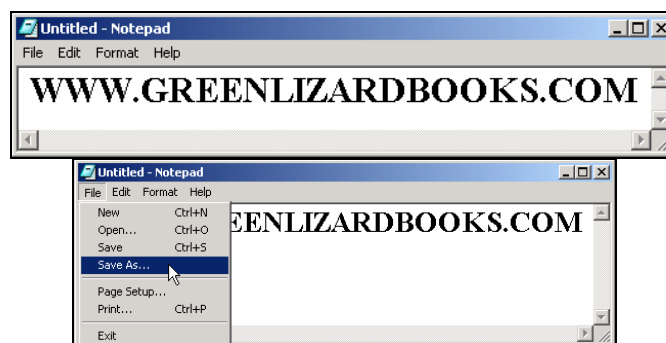 Untitled - Notepad
File Edit Format Help
WWW.GREENLIZARDBOOKS.COM
Untitled - Notepad
File Edit Format Help
New Ctrl+N
EENLIZARDBOOKS.COM
Open... Ctrl+O
Save Ctrl+S
Save As...
Page Setup...
Print... Ctrl+P
Exit